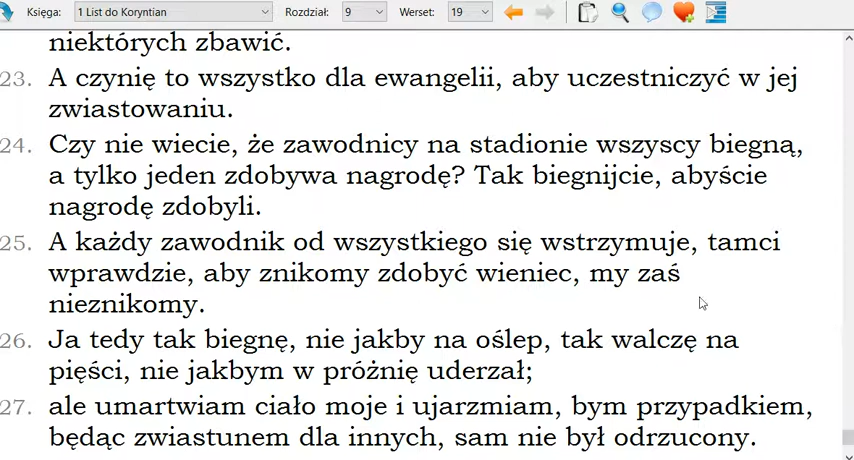 Księga: 1 List do Koryntian Rozdział: 9 Werset: 19
niektórych zbawić.
23. A czynię to wszystko dla ewangelii, aby uczestniczyć w jej
zwiastowaniu.
24. Czy nie wiecie, że zawodnicy na stadionie wszyscy biegną,
a tylko jeden zdobywa nagrodę? Tak biegnijcie, abyście
nagrodę zdobyli.
25. A każdy zawodnik od wszystkiego się wstrzymuje, tamci
wprawdzie, aby znikomy zdobyć wieniec, my zaś
nieznikomy.
26. Ja tedy tak biegnę, nie jakby na oślep, tak walczę na
pięści, nie jakbym w próżnię uderzał;
27. ale umartwiam ciało moje i ujarzmiam, bym przypadkiem,
będąc zwiastunem dla innych, sam nie był odrzucony.